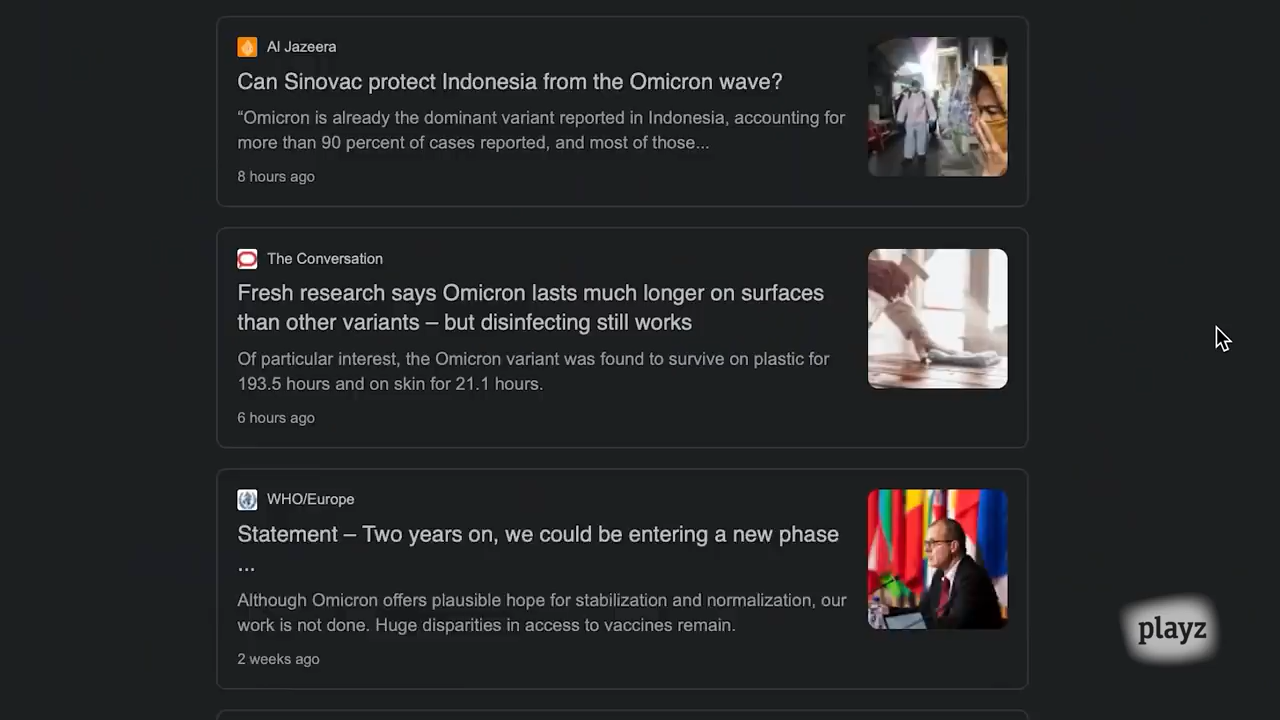 Al Jazeera
Can Sinovac protect Indonesia from the Omicron wave?
“Omicron is already the dominant variant reported in Indonesia, accounting for
more than 90 percent of cases reported, and most of those...
8 hours ago
The Conversation
Fresh research says Omicron lasts much longer on surfaces
than other variants – but disinfecting still works
Of particular interest, the Omicron variant was found to survive on plastic for
193.5 hours and on skin for 21.1 hours.
6 hours ago
WHO/Europe
Statement – Two years on, we could be entering a new phase
...
Although Omicron offers plausible hope for stabilization and normalization, our
work is not done. Huge disparities in access to vaccines remain.
2 weeks ago
playz